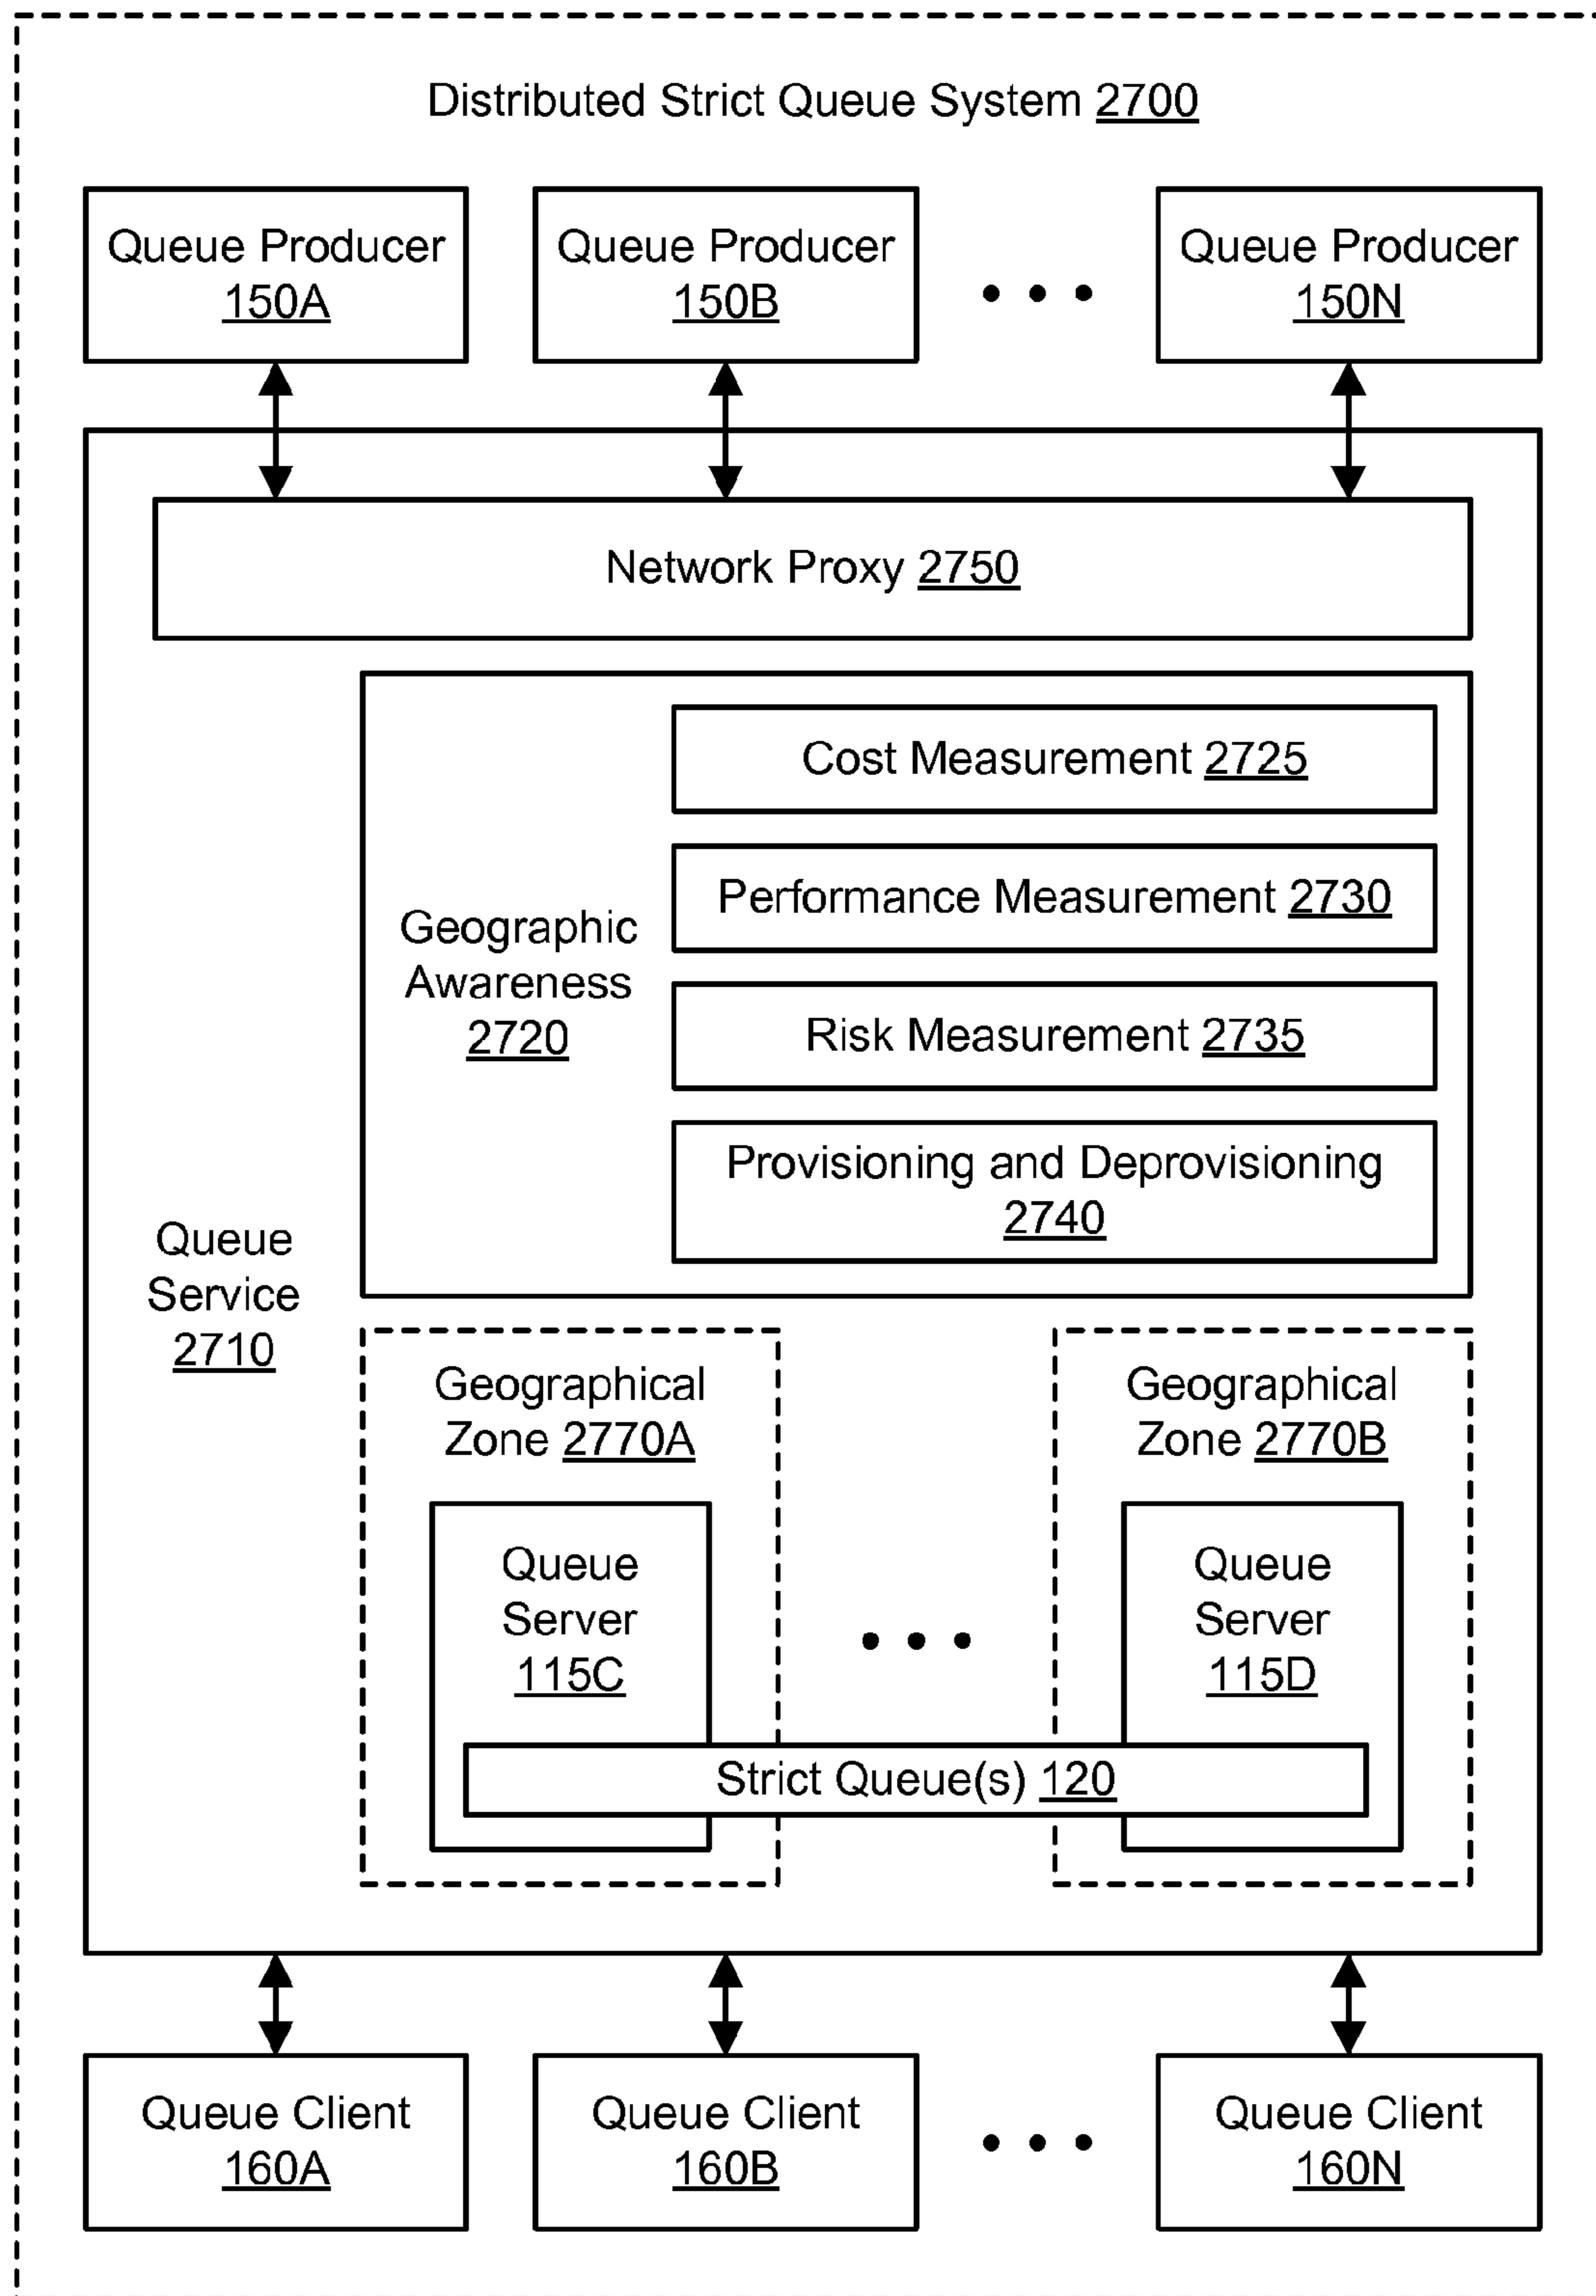 Distributed Strict Queue System 2700
Queue Producer
150A
Queue Producer
150B
Queue Producer
150N
Network Proxy 2750
Cost Measurement 2725
Performance Measurement 2730
Geographic
Awareness
2720
Risk Measurement 2735
Provisioning and Deprovisioning
2740
Queue
Service
2710
Geographical
Zone 2770A
Geographical
Zone 2770B
Queue
Server
115C
Queue
Server
115D
Strict Queue(s) 120
Queue Client
160A
Queue Client
160B
Queue Client
160N